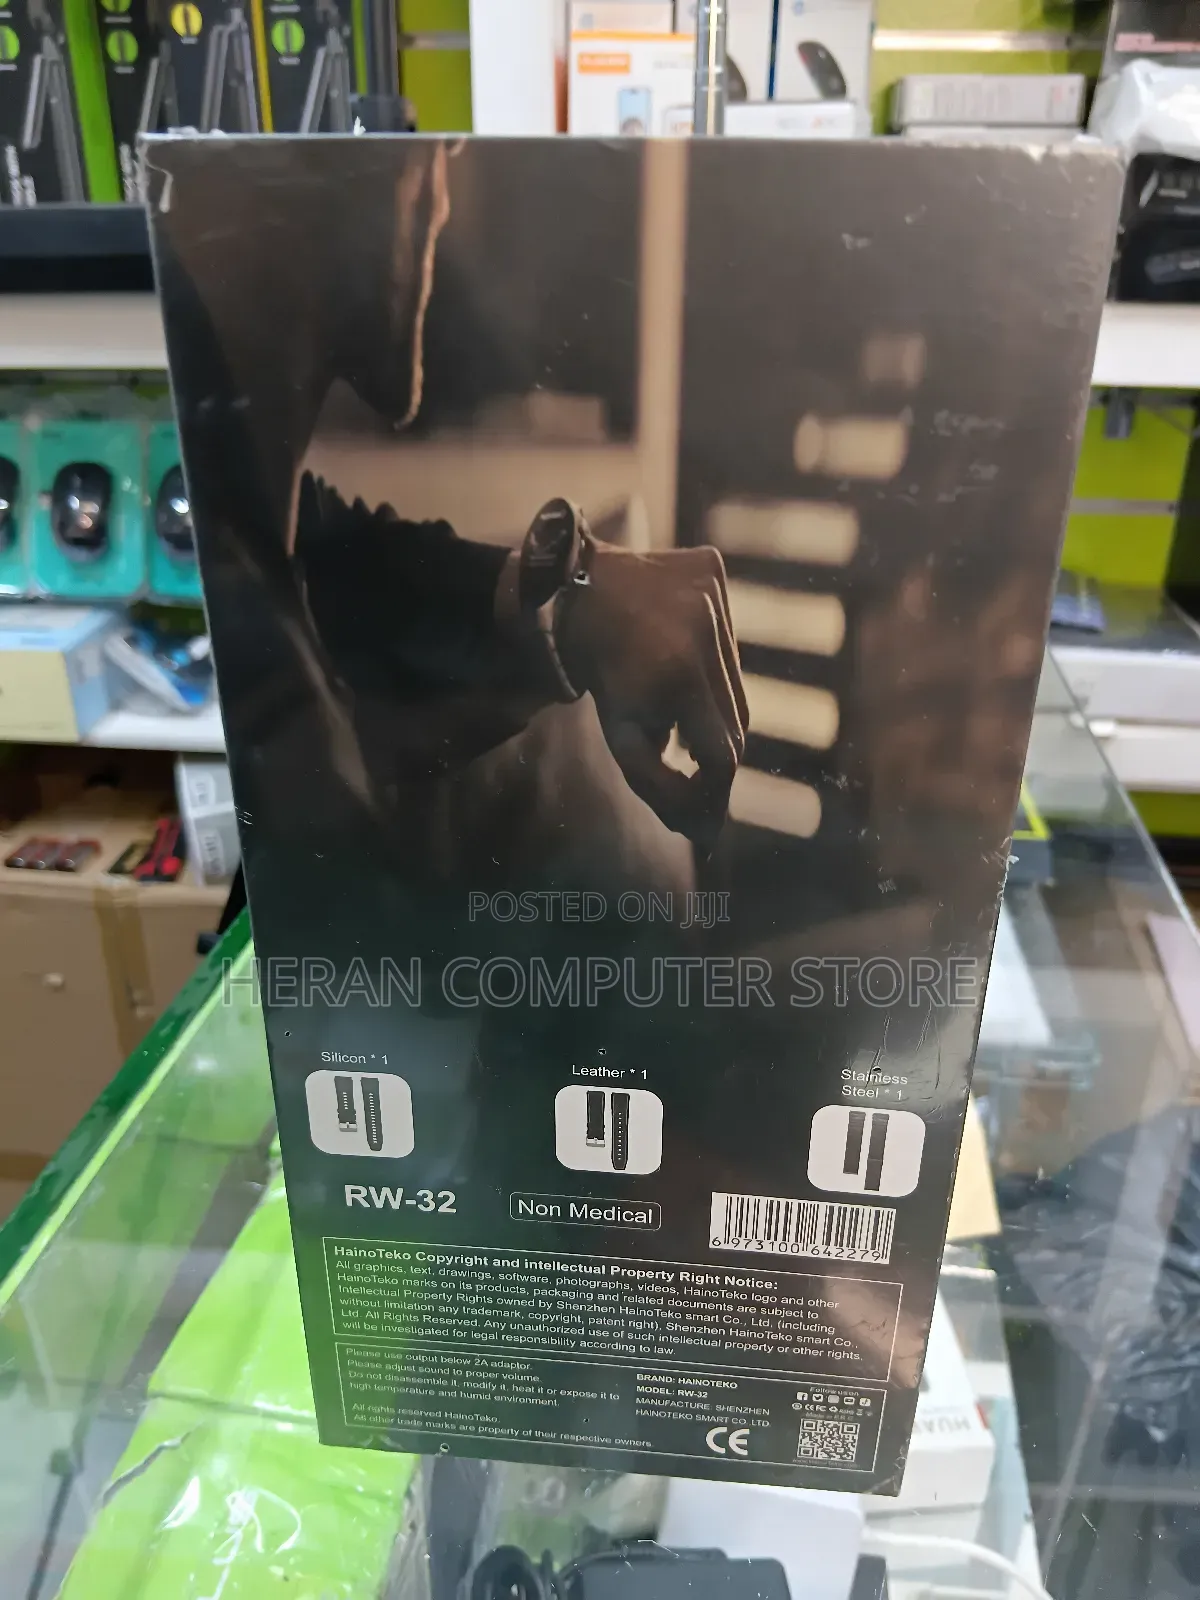 POSTED ON JIJI
HERAN COMPUTER STORE
Silicon * 1
Leather * 1
Stainless
Steel * 1
RW-32
Non Medical
6 973100 642279
HainoTeko Copyright and intellectual Property Right Notice:
All graphics, text, drawings, software, photographs, videos, HainoTeko logo and other
HainoTeko marks on its products, packaging and related documents are subject to
Intellectual Property Rights owned by Shenzhen HainoTeko smart Co., Ltd. (including
without limitation any trademark, copyright, patent right), Shenzhen HainoTeko smart Co.,
Ltd. All Rights Reserved. Any unauthorized use of such intellectual property or other rights,
will be investigated for legal responsibility according to law.
Please use output below 2A adaptor.
Please adjust sound to proper volume.
Do not disassemble it, modify it, heat it or expose it to
high temperature and humid environment.
All rights reserved HainoTeko.
All other trade marks are property of their respective owners.
BRAND: HAINOTEKO
MODEL: RW-32
MANUFACTURE: SHENZHEN
HAINOTEKO SMART CO. LTD.
CE
Follow us on